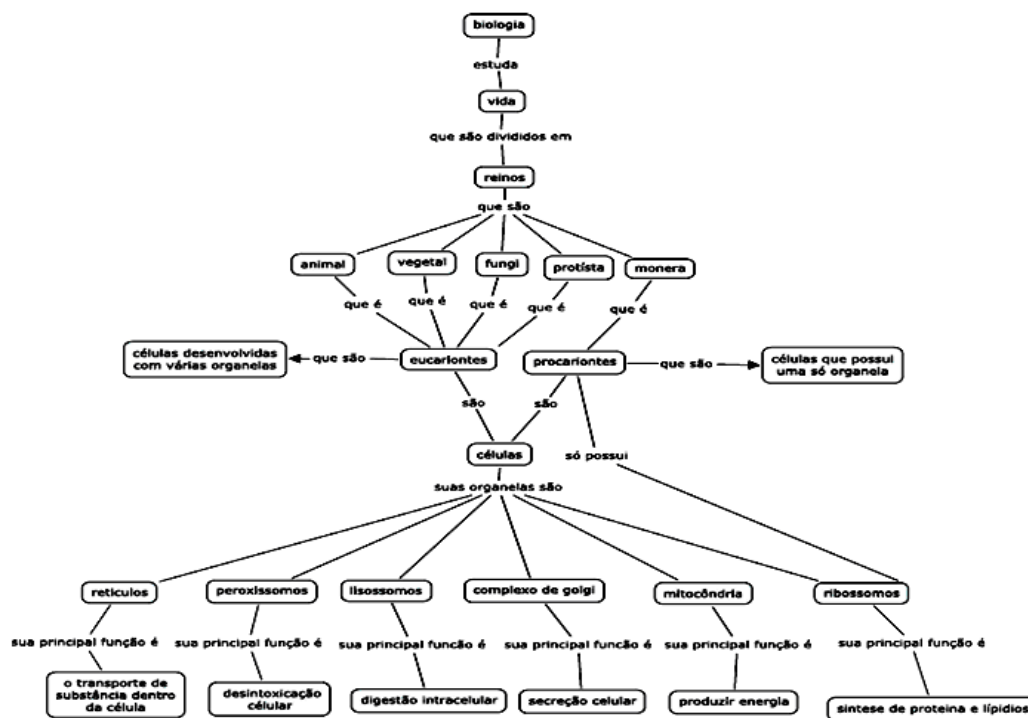 biologia
estuda
vida
que são divididos em
reinos
que são
animal
vegetal
fungi
protísta
monera
que é
que é
que é
que é
que é
células desenvolvidas
com várias organelas
que são
eucariontes
procariontes
que são
células que possui
uma só organela
são
são
células
só possui
suas organelas são
retículos
peroxissomos
lisossomos
complexo de golgi
mitocôndria
ribossomos
sua principal função é
sua principal função é
sua principal função é
sua principal função é
sua principal função é
sua principal função é
o transporte de
substância dentro
da célula
desintoxicação
célular
digestão intracelular
secreção celular
produzir energia
sintese de proteina e lípidios